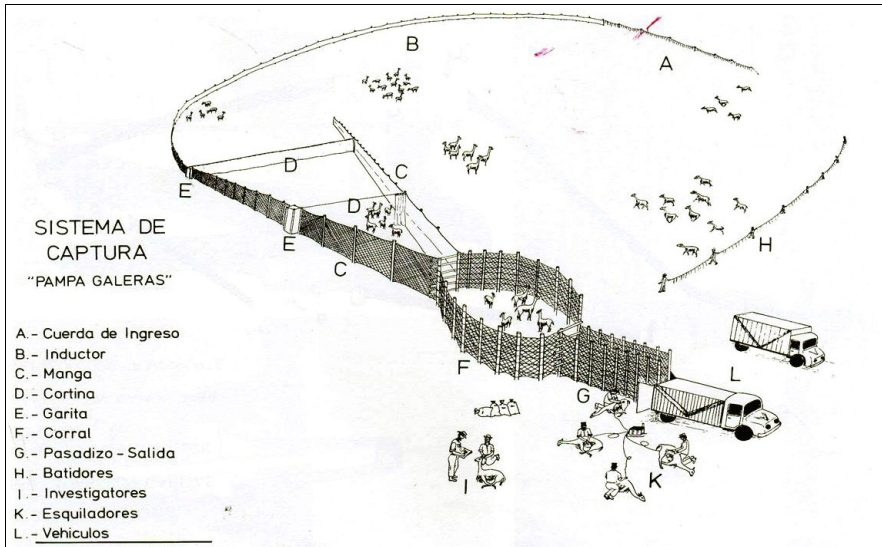 B
A
D
C
E
D
E
C
H
SISTEMA DE
CAPTURA
"PAMPA GALERAS"
A.- Cuerda de Ingreso
B.- Inductor
C.- Manga
D.- Cortina
E.- Garita
F.- Corral
G.- Pasadizo - Salida
H.- Batidores
I.- Investigatores
K.- Esquiladores
L.- Vehiculos
F
G
L
I
K